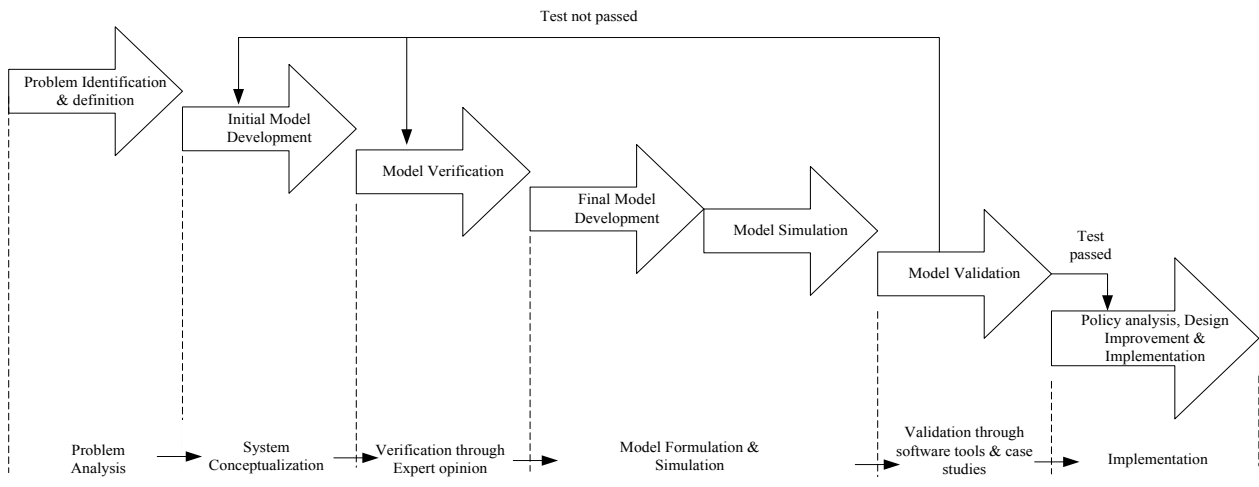 Test not passed
Problem Identification
& definition
Initial Model
Development
Model Verification
Final Model
Development
Model Simulation
Model Validation
Test
passed
Policy analysis, Design
Improvement &
Implementation
Problem
Analysis
System
Conceptualization
Verification through
Expert opinion
Model Formulation &
Simulation
Validation through
software tools & case
studies
Implementation